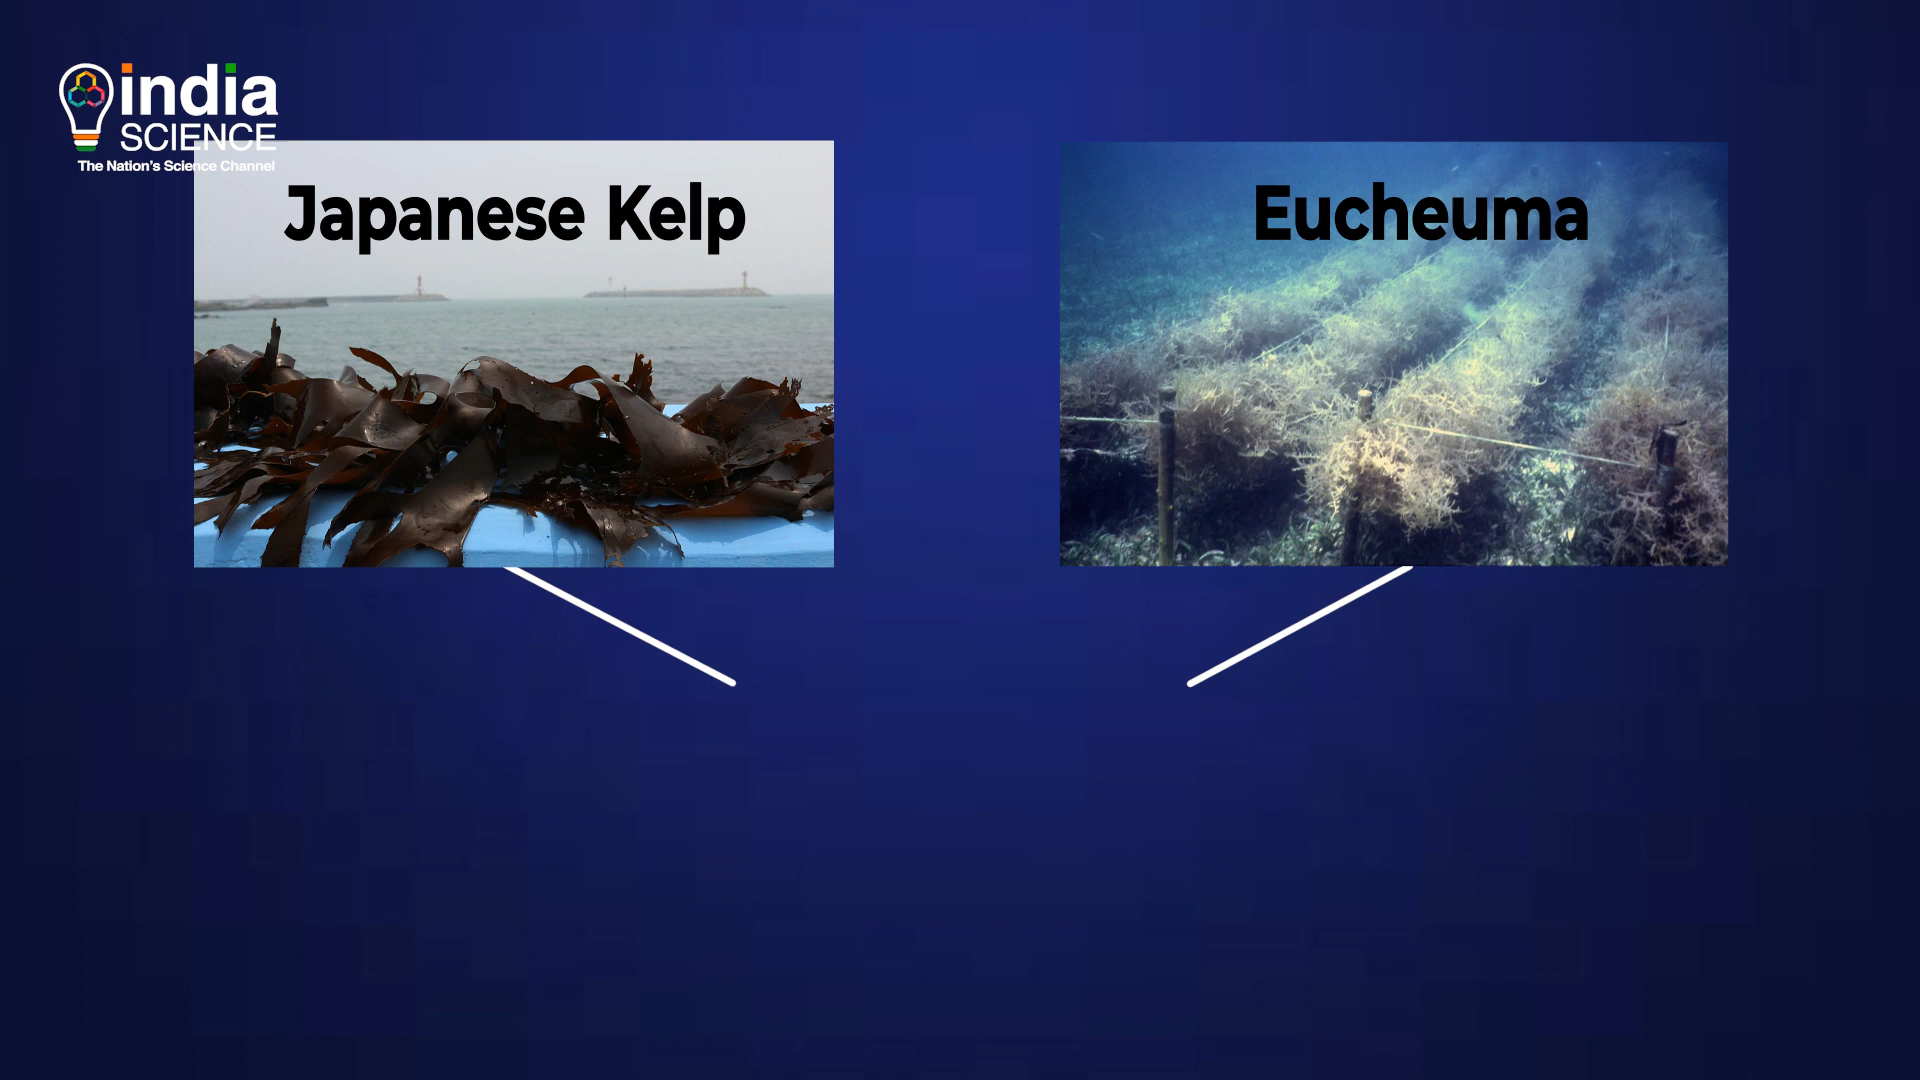 india
SCIENCE
The Nation's Science Channel
Japanese Kelp
Eucheuma